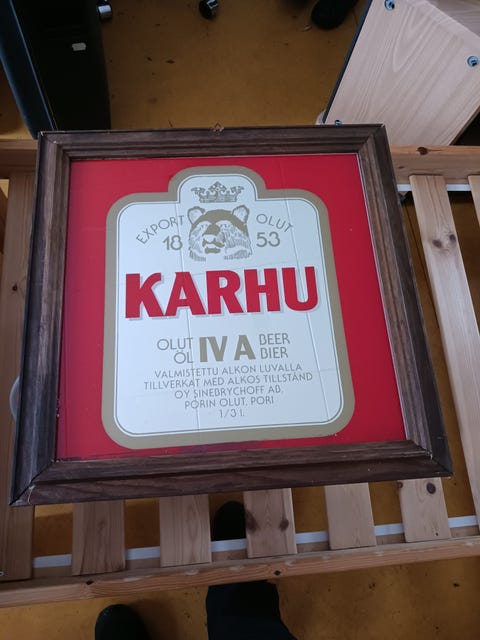 EXPORT OLUT
18 53
KARHU
OLUT IV A BEER
ÖL BIER
VALMISTETTU ALKON LUVALLA
TILLVERKAT MED ALKOS TILLSTÅND
OY SINEBRYCHOFF AB.
PORIN OLUT, PORI
1/3 l.